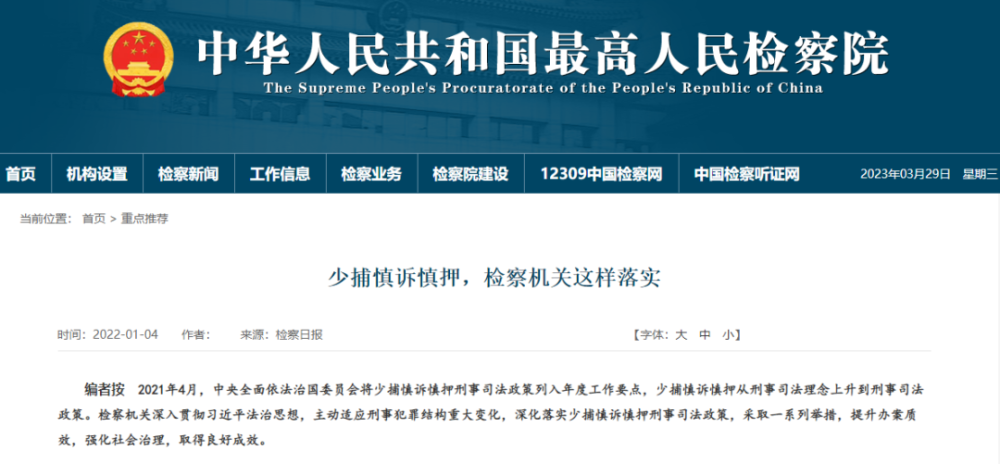 中华人民共和国最高人民检察院
The Supreme People's Procuratorate of the People's Republic of China
首页 机构设置 检察新闻 工作信息 检察业务 检察院建设 12309中国检察网 中国检察听证网 2023年03月29日 星期三
当前位置： 首页 > 重点推荐
少捕慎诉慎押，检察机关这样落实
时间：2022-01-04 作者： 来源：检察日报 【字体：大 中 小】
编者按 2021年4月，中央全面依法治国委员会将少捕慎诉慎押刑事司法政策列入年度工作要点，少捕慎诉慎押从刑事司法理念上升到刑事司法
政策。检察机关深入贯彻习近平法治思想，主动适应刑事犯罪结构重大变化，深化落实少捕慎诉慎押刑事司法政策，采取一系列举措，提升办案质
效，强化社会治理，取得良好成效。